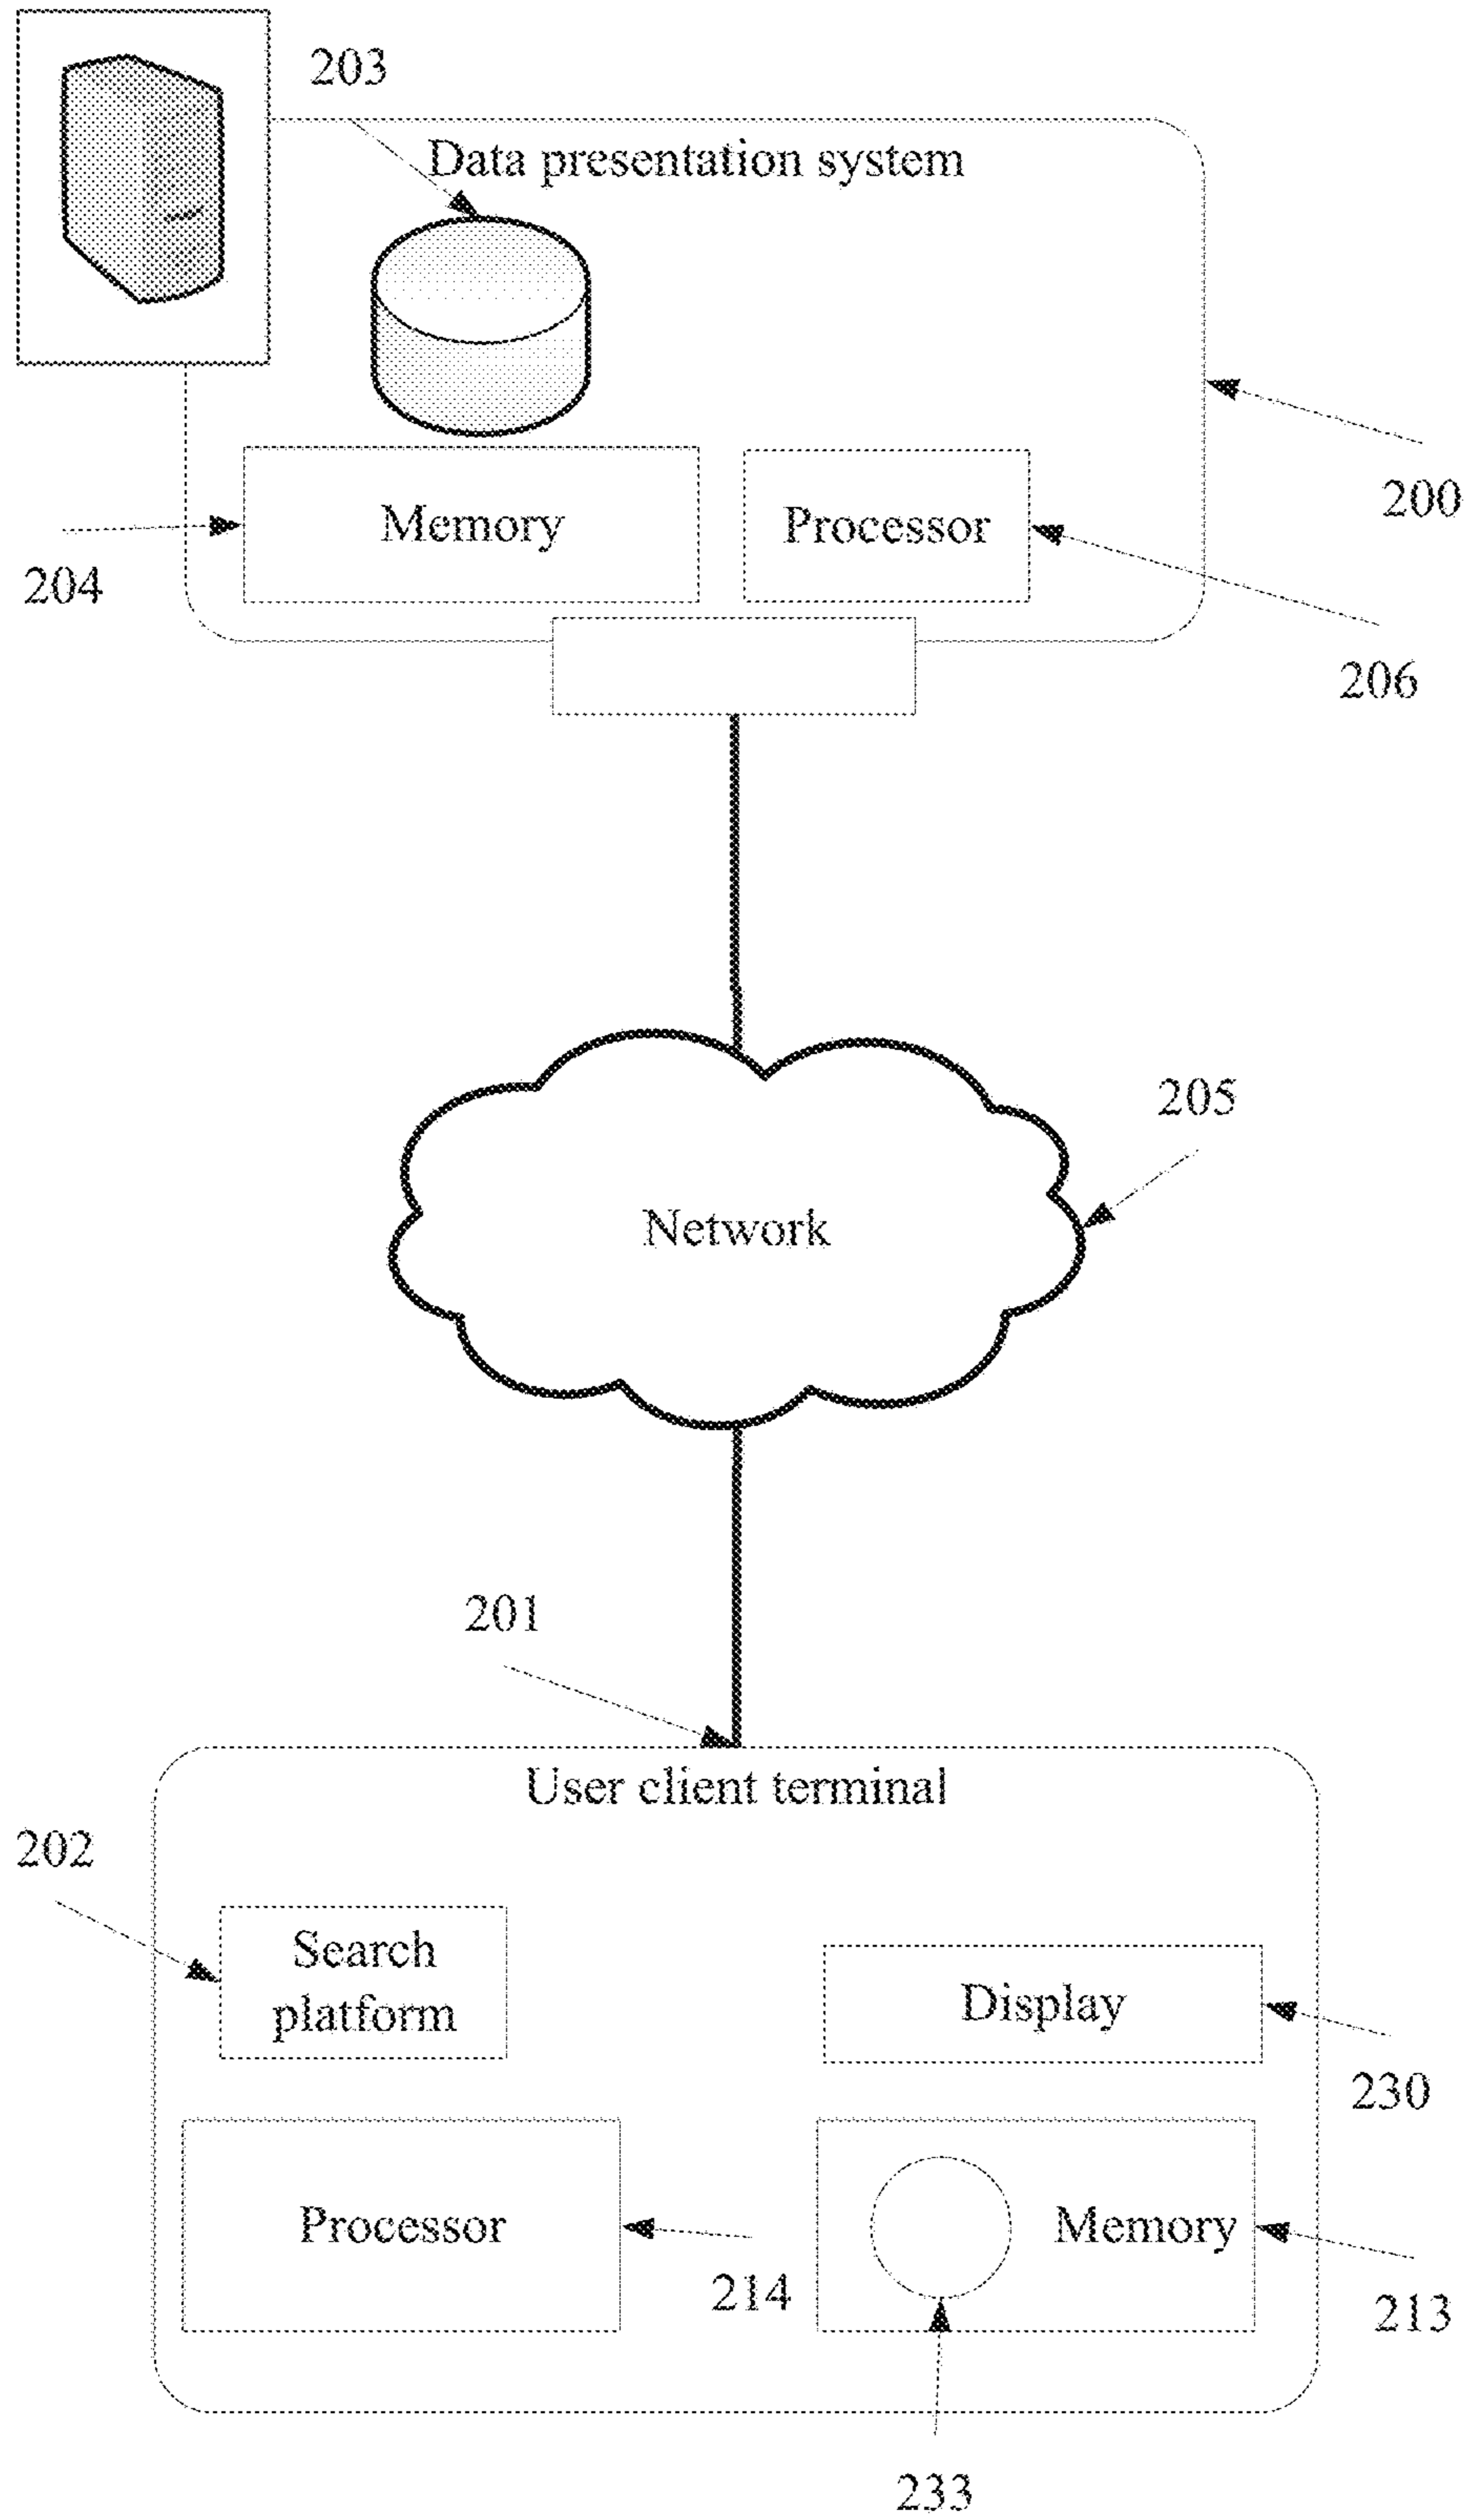 203
Data presentation system
200
Memory
Processor
204
206
205
Network
201
User client terminal
202
Search
platform
Display
230
Processor
Memory
214
213
233